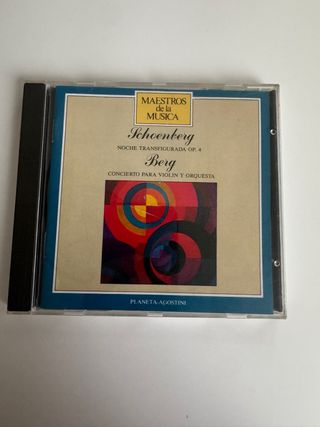 MAESTROS
de la
MUSICA
Schoenberg
NOCHE TRANSFIGURADA OP. 4
Berg
CONCIERTO PARA VIOLIN Y ORQUESTA
PLANETA-AGOSTINI